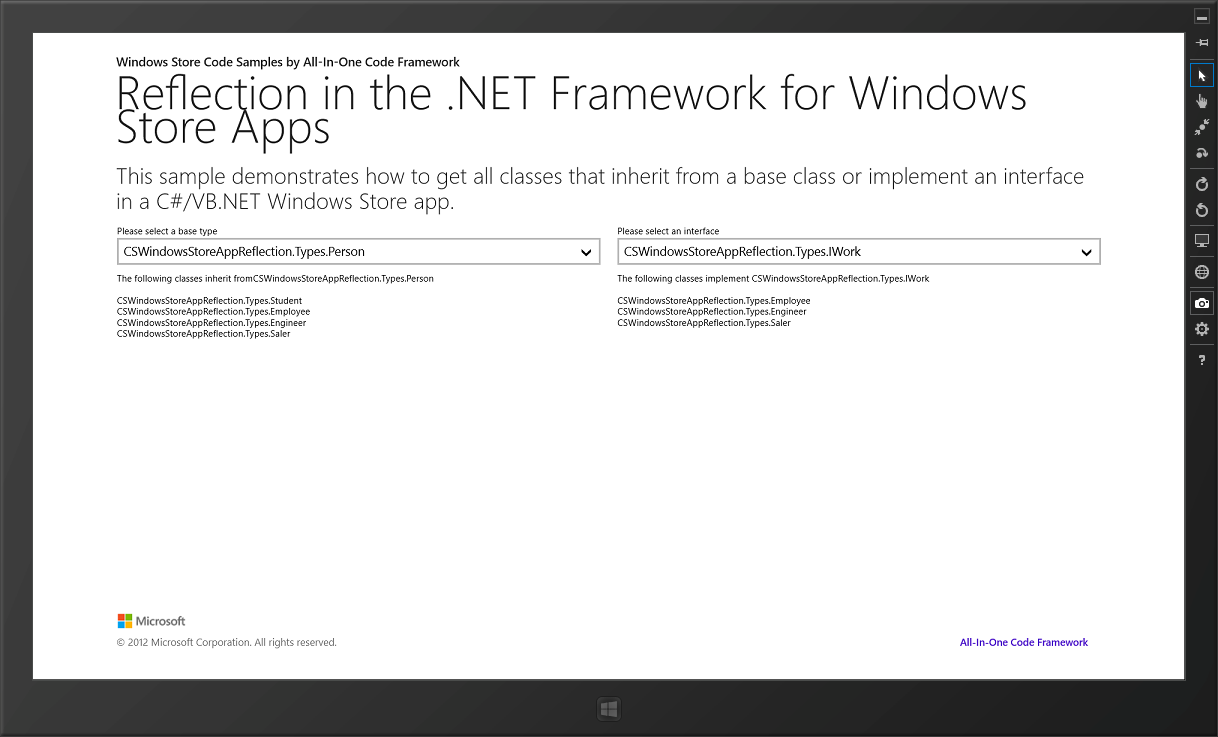 Windows Store Code Samples by All-In-One Code Framework
Reflection in the .NET Framework for Windows
Store Apps
This sample demonstrates how to get all classes that inherit from a base class or implement an interface
in a C#/VB.NET Windows Store app.
Please select a base type
CSWindowsStoreAppReflection.Types.Person
The following classes inherit fromCSWindowsStoreAppReflection.Types.Person
CSWindowsStoreAppReflection.Types.Student
CSWindowsStoreAppReflection.Types.Employee
CSWindowsStoreAppReflection.Types.Engineer
CSWindowsStoreAppReflection.Types.Saler
Please select an interface
CSWindowsStoreAppReflection.Types.IWork
The following classes implement CSWindowsStoreAppReflection.Types.IWork
CSWindowsStoreAppReflection.Types.Employee
CSWindowsStoreAppReflection.Types.Engineer
CSWindowsStoreAppReflection.Types.Saler
Microsoft
© 2012 Microsoft Corporation. All rights reserved.
All-In-One Code Framework
?